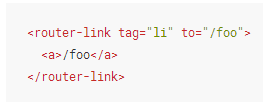 <router-link tag="li" to="/foo">
<a>/foo</a>
</router-link>